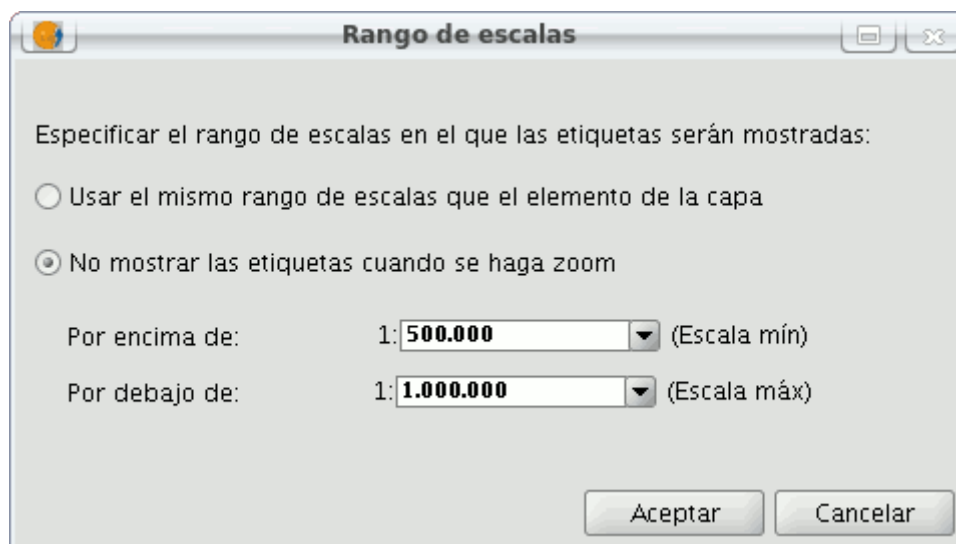 Rango de escalas
Especificar el rango de escalas en el que las etiquetas serán mostradas:
Usar el mismo rango de escalas que el elemento de la capa
No mostrar las etiquetas cuando se haga zoom
Por encima de: 1: 500.000 (Escala mín)
Por debajo de: 1: 1.000.000 (Escala máx)
Aceptar Cancelar